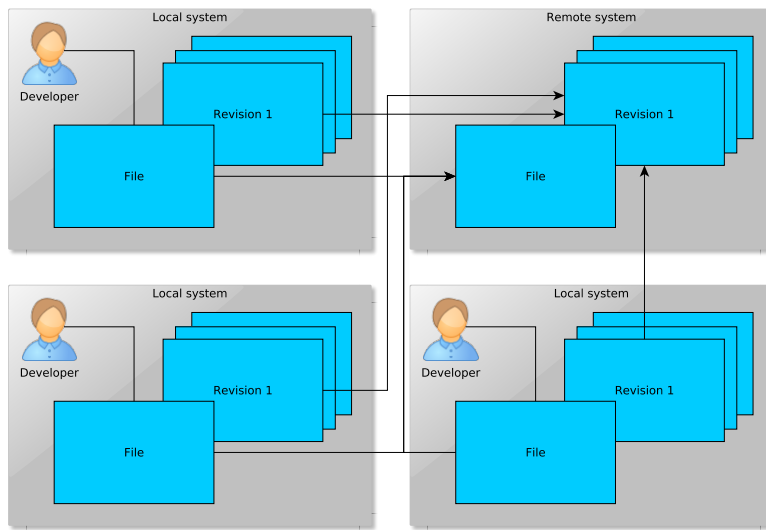 Local system
Developer
Revision 1
File
Remote system
Revision 1
File
Local system
Developer
Revision 1
File
Local system
Developer
Revision 1
File